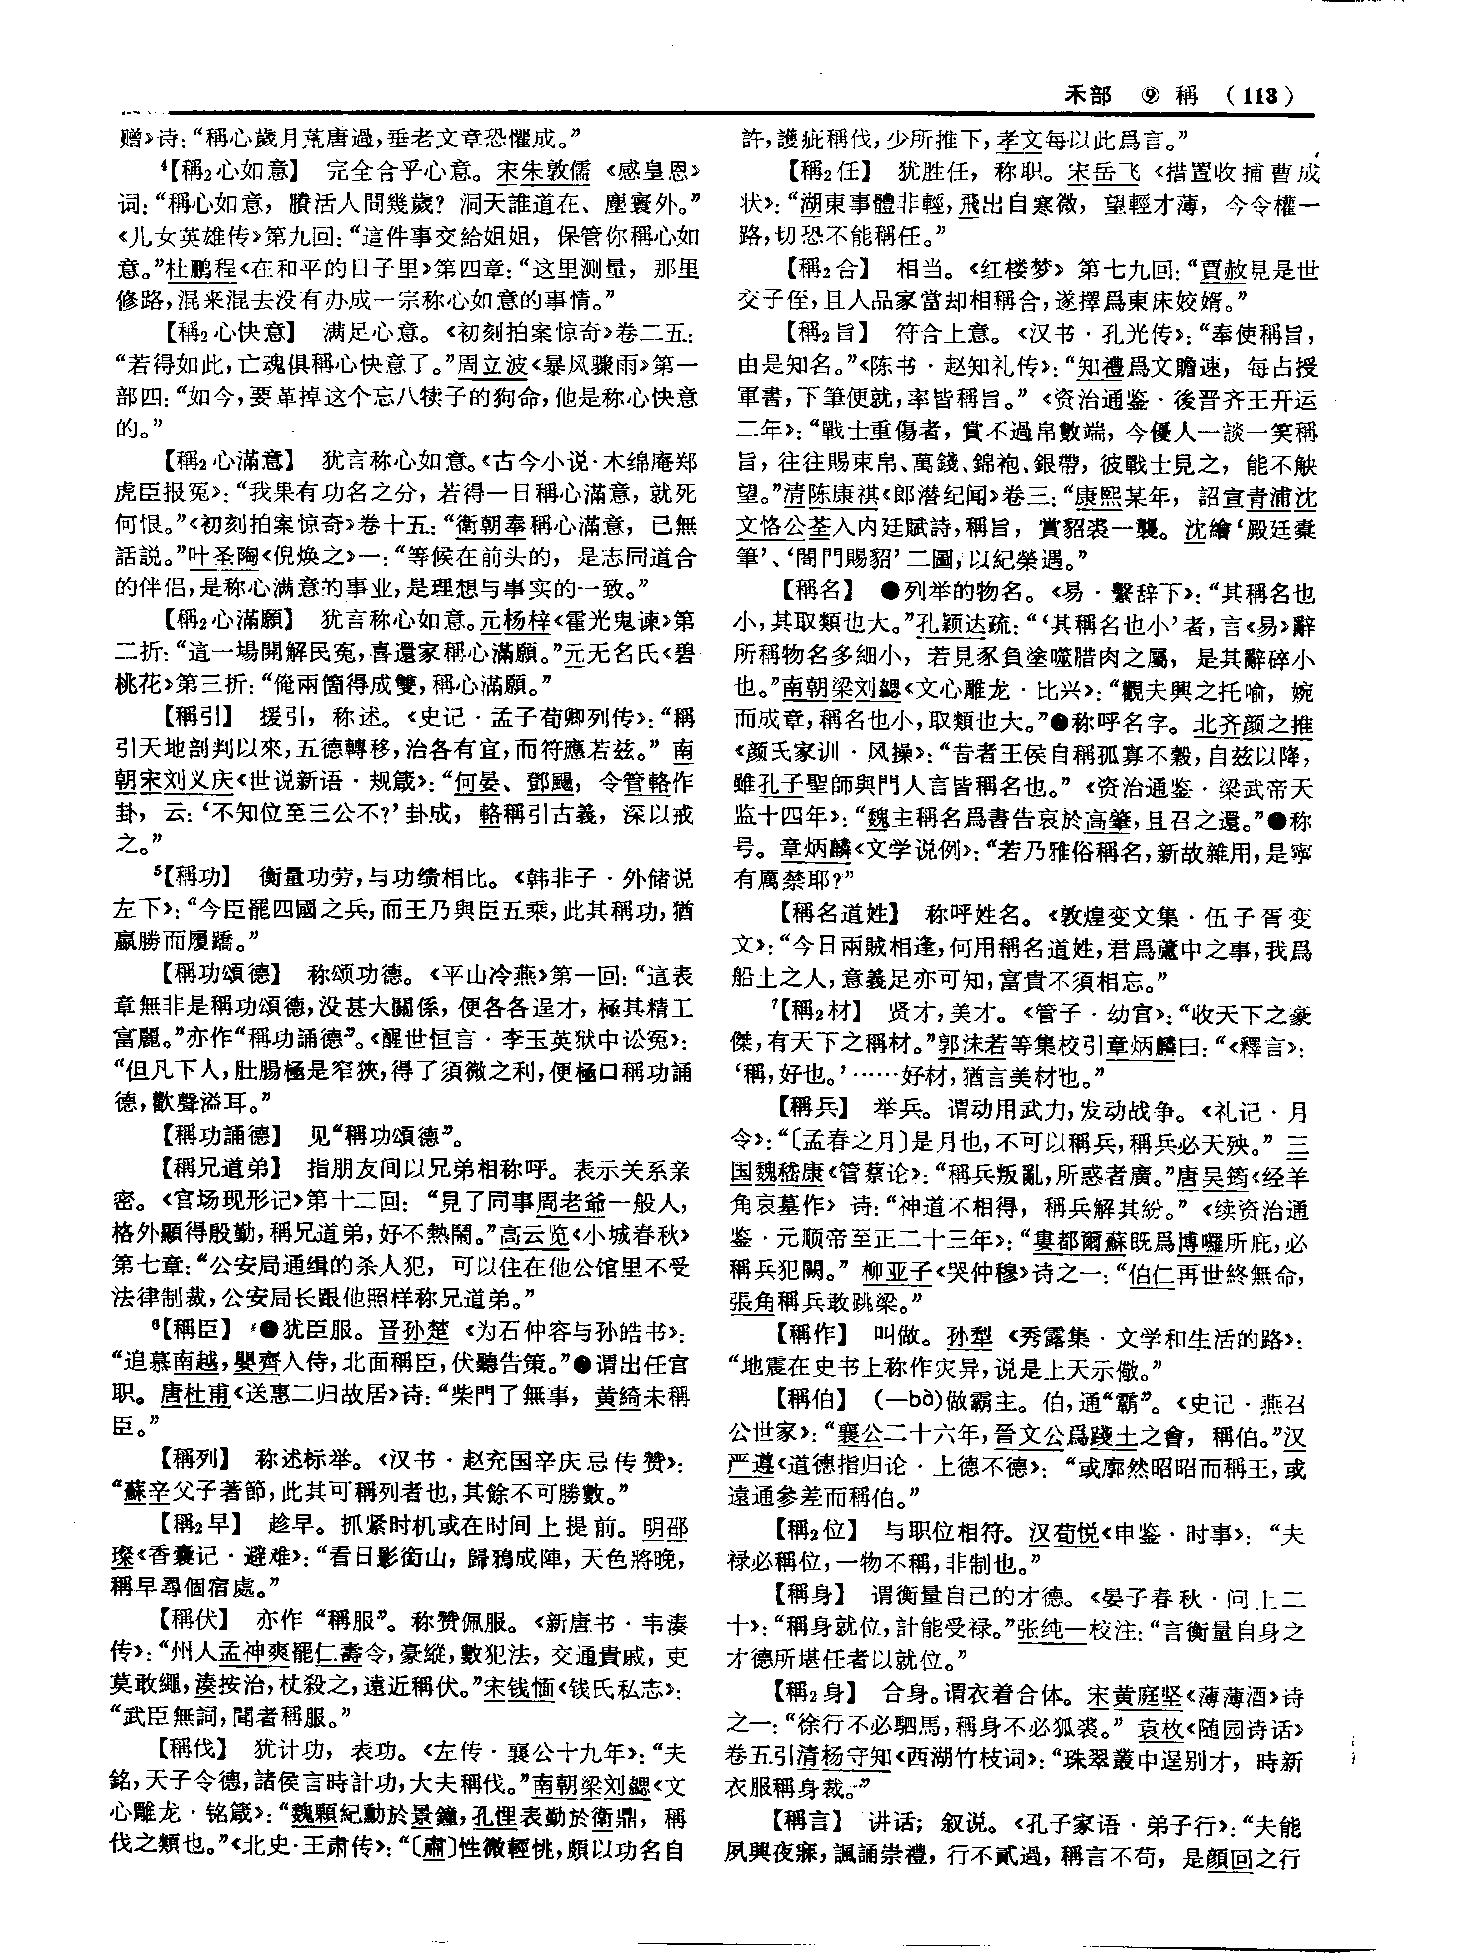 禾部 ⑨ 稱 （113）
赠》诗：“稱心歲月荒唐過，垂老文章恐懼成。”
⁴【稱₂心如意】 完全合乎心意。宋朱敦儒《感皇恩》
词：“稱心如意，賸活人間幾歲？洞天誰道在、塵寰外。”
《儿女英雄传》第九回：“這件事交給姐姐，保管你稱心如
意。”杜鹏程《在和平的日子里》第四章：“这里测量，那里
修路，混来混去没有办成一宗称心如意的事情。”
【稱₂心快意】 满足心意。《初刻拍案惊奇》卷二五：
“若得如此，亡魂俱稱心快意了。”周立波《暴风骤雨》第一
部四：“如今，要革掉这个忘八犊子的狗命，他是称心快意
的。”
【稱₂心滿意】 犹言称心如意。《古今小说·木绵庵郑
虎臣报冤》：“我果有功名之分，若得一日稱心滿意，就死
何恨。”《初刻拍案惊奇》卷十五：“衛朝奉稱心滿意，已無
話説。”叶圣陶《倪焕之》一：“等候在前头的，是志同道合
的伴侣，是称心满意的事业，是理想与事实的一致。”
【稱₂心滿願】 犹言称心如意。元杨梓《霍光鬼谏》第
二折：“這一場開解民冤，喜還家稱心滿願。”元无名氏《碧
桃花》第三折：“俺兩箇得成雙，稱心滿願。”
【稱引】 援引，称述。《史记·孟子荀卿列传》：“稱
引天地剖判以來，五德轉移，治各有宜，而符應若兹。”南
朝宋刘义庆《世说新语·规箴》：“何晏、鄧颺，令管輅作
卦，云：‘不知位至三公不？’卦成，輅稱引古義，深以戒
之。”
⁵【稱功】 衡量功劳，与功绩相比。《韩非子·外储说
左下》：“今臣罷四國之兵，而王乃與臣五乘，此其稱功，猶
嬴勝而履蹻。”
【稱功頌德】 称颂功德。《平山冷燕》第一回：“這表
章無非是稱功頌德，没甚大關係，便各各逞才，極其精工
富麗。”亦作“稱功誦德”。《醒世恒言·李玉英狱中讼冤》：
“但凡下人，肚腸極是窄狹，得了須微之利，便極口稱功誦
德，歡聲溢耳。”
【稱功誦德】 见“稱功頌德”。
【稱兄道弟】 指朋友间以兄弟相称呼。表示关系亲
密。《官场现形记》第十二回：“見了同事周老爺一般人，
格外顯得殷勤，稱兄道弟，好不熱鬧。”高云览《小城春秋》
第七章：“公安局通缉的杀人犯，可以住在他公馆里不受
法律制裁，公安局长跟他照样称兄道弟。”
⁶【稱臣】 ●犹臣服。晋孙楚《为石仲容与孙皓书》：
“追慕南越，嬰齊入侍，北面稱臣，伏聽告策。”●谓出任官
职。唐杜甫《送惠二归故居》诗：“柴門了無事，黄綺未稱
臣。”
【稱列】 称述标举。《汉书·赵充国辛庆忌传赞》：
“蘇辛父子著節，此其可稱列者也，其餘不可勝數。”
【稱₂早】 趁早。抓紧时机或在时间上提前。明邵
璨《香囊记·避难》：“看日影銜山，歸鴉成陣，天色將晚，
稱早尋個宿處。”
【稱伏】 亦作“稱服”。称赞佩服。《新唐书·韦凑
传》：“州人孟神爽罷仁壽令，豪縱，數犯法，交通貴戚，吏
莫敢繩，湊按治，杖殺之，遠近稱伏。”宋钱愐《钱氏私志》：
“武臣無詞，聞者稱服。”
【稱伐】 犹计功，表功。《左传·襄公十九年》：“夫
銘，天子令德，諸侯言時計功，大夫稱伐。”南朝梁刘勰《文
心雕龙·铭箴》：“魏顆紀勳於景鐘，孔悝表勤於衛鼎，稱
伐之類也。”《北史·王肃传》：“〔肅〕性微輕佻，頗以功名自
許，護疵稱伐，少所推下，孝文每以此爲言。”
【稱₂任】 犹胜任，称职。宋岳飞《措置收捕曹成
状》：“湖東事體非輕，飛出自寒微，望輕才薄，今令權一
路，切恐不能稱任。”
【稱₂合】 相当。《红楼梦》第七九回：“賈赦見是世
交子侄，且人品家當却相稱合，遂擇爲東床姣婿。”
【稱₂旨】 符合上意。《汉书·孔光传》：“奉使稱旨，
由是知名。”《陈书·赵知礼传》：“知禮爲文贍速，每占授
軍書，下筆便就，率皆稱旨。”《资治通鉴·後晋齐王开运
二年》：“戰士重傷者，賞不過帛數端，今優人一談一笑稱
旨，往往賜束帛、萬錢、錦袍、銀帶，彼戰士見之，能不觖
望。”清陈康祺《郎潜纪闻》卷三：“康熙某年，詔宣青浦沈
文恪公荃入内廷賦詩，稱旨，賞貂裘一襲。沈繪‘殿廷橐
筆’、‘閤門賜貂’二圖，以紀榮遇。”
【稱名】 ●列举的物名。《易·繫辞下》：“其稱名也
小，其取類也大。”孔颖达疏：“‘其稱名也小’者，言《易》辭
所稱物名多細小，若見豕負塗噬腊肉之屬，是其辭碎小
也。”南朝梁刘勰《文心雕龙·比兴》：“觀夫興之托喻，婉
而成章，稱名也小，取類也大。”●称呼名字。北齐颜之推
《颜氏家训·风操》：“昔者王侯自稱孤寡不穀，自兹以降，
雖孔子聖師與門人言皆稱名也。”《资治通鉴·梁武帝天
监十四年》：“魏主稱名爲書告哀於高肇，且召之還。”●称
号。章炳麟《文学说例》：“若乃雅俗稱名，新故雜用，是寧
有厲禁耶？”
【稱名道姓】 称呼姓名。《敦煌变文集·伍子胥变
文》：“今日兩賊相逢，何用稱名道姓，君爲蘆中之事，我爲
船上之人，意義足亦可知，富貴不須相忘。”
⁷【稱₂材】 贤才，美才。《管子·幼官》：“收天下之豪
傑，有天下之稱材。”郭沫若等集校引章炳麟曰：“《釋言》：
‘稱，好也。’……好材，猶言美材也。”
【稱兵】 举兵。谓动用武力，发动战争。《礼记·月
令》：“〔孟春之月〕是月也，不可以稱兵，稱兵必天殃。”三
国魏嵇康《管蔡论》：“稱兵叛亂，所惑者廣。”唐吴筠《经羊
角哀墓作》诗：“神道不相得，稱兵解其紛。”《续资治通
鉴·元顺帝至正二十三年》：“婁都爾蘇既爲博囉所庇，必
稱兵犯闕。”柳亚子《哭仲穆》诗之一：“伯仁再世終無命，
張角稱兵敢跳梁。”
【稱作】 叫做。孙犁《秀露集·文学和生活的路》：
“地震在史书上称作灾异，说是上天示儆。”
【稱伯】 （—bà）做霸主。伯，通“霸”。《史记·燕召
公世家》：“襄公二十六年，晉文公爲踐土之會，稱伯。”汉
严遵《道德指归论·上德不德》：“或廓然昭昭而稱王，或
遠通參差而稱伯。”
【稱₂位】 与职位相符。汉荀悦《申鉴·时事》：“夫
禄必稱位，一物不稱，非制也。”
【稱身】 谓衡量自己的才德。《晏子春秋·问上二
十》：“稱身就位，計能受禄。”张纯一校注：“言衡量自身之
才德所堪任者以就位。”
【稱₂身】 合身。谓衣着合体。宋黄庭坚《薄薄酒》诗
之一：“徐行不必駟馬，稱身不必狐裘。”袁枚《随园诗话》
卷五引清杨守知《西湖竹枝词》：“珠翠叢中逞别才，時新
衣服稱身裁。”
【稱言】 讲话；叙说。《孔子家语·弟子行》：“夫能
夙興夜寐，諷誦崇禮，行不貳過，稱言不苟，是顔回之行